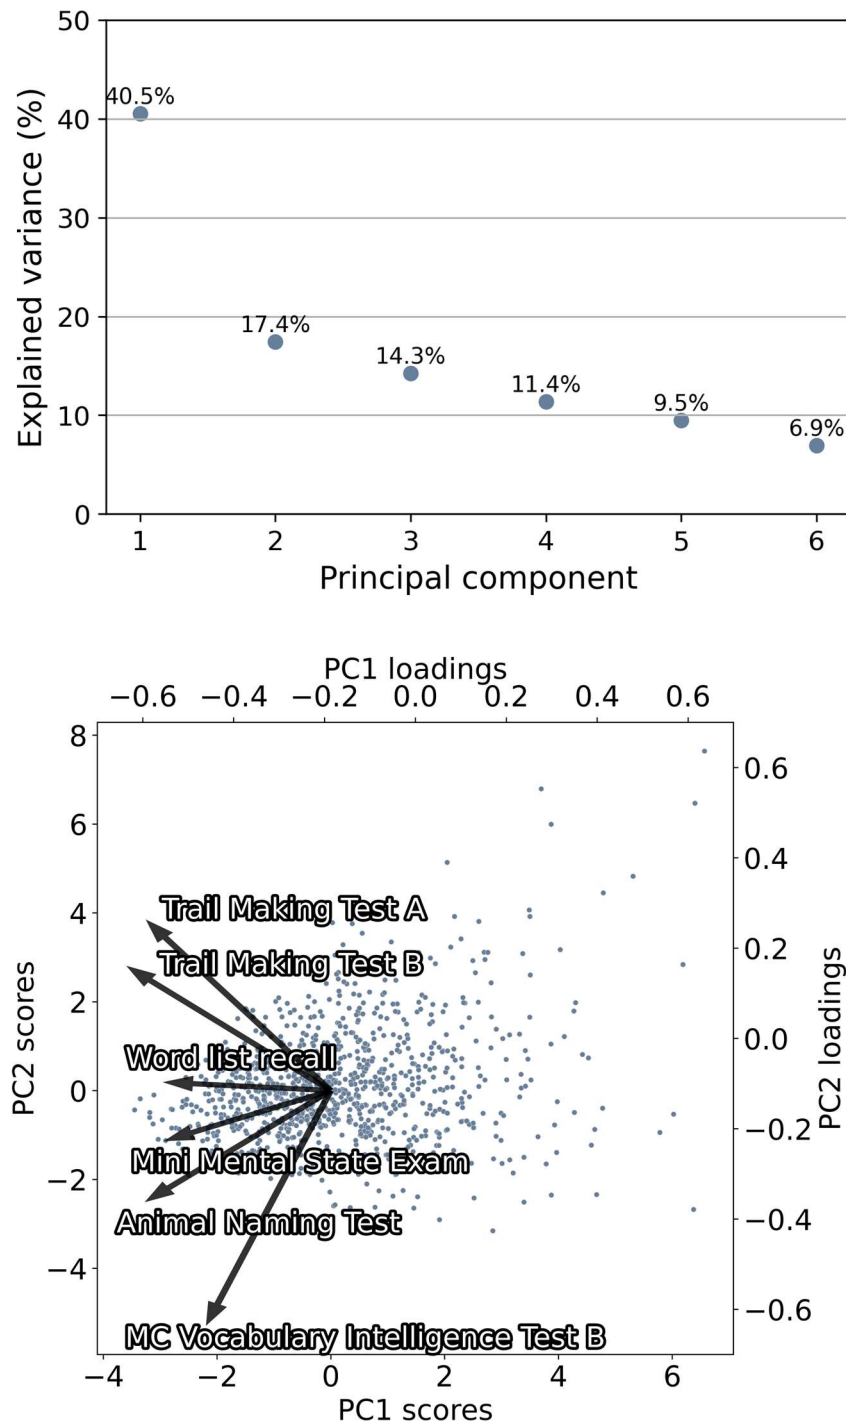 50
40.5%
40
Explained variance (%)
30
20
17.4%
14.3%
11.4%
10
9.5%
6.9%
0
1 2 3 4 5 6
Principal component
PC1 loadings
−0.6 −0.4 −0.2 0.0 0.2 0.4 0.6
8
0.6
6
0.4
4
Trail Making Test A
0.2
Trail Making Test B
2
PC2 scores
0.0
PC2 loadings
Word list recall
0
−0.2
Mini Mental State Exam
−2
Animal Naming Test
−0.4
−4
−0.6
MC Vocabulary Intelligence Test B
−4 −2 0 2 4 6
PC1 scores